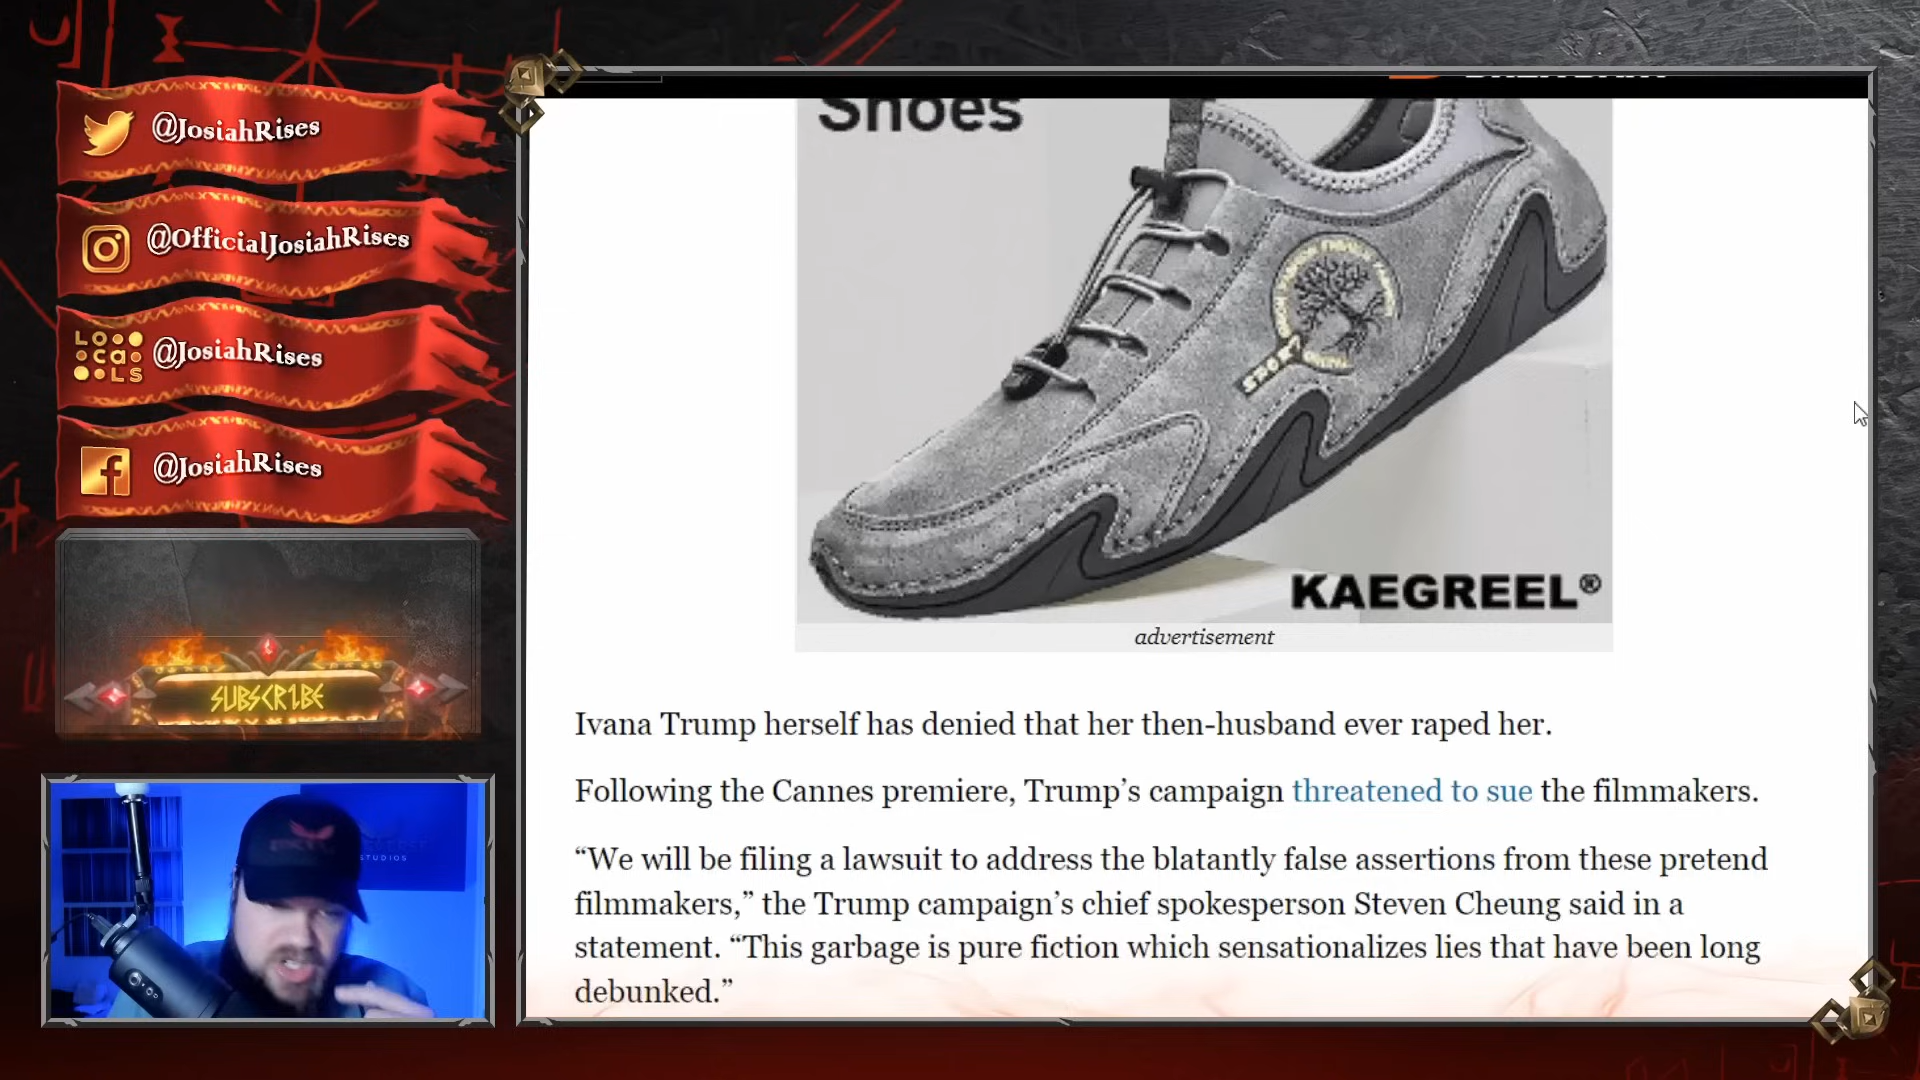 @JosiahRises
@OfficialJosiahRises
LOCALS
@JosiahRises
@JosiahRises
SUBSCR1BE
STUDIOS
Shoes
KAEGREEL®
advertisement
Ivana Trump herself has denied that her then-husband ever raped her.
Following the Cannes premiere, Trump’s campaign threatened to sue the filmmakers.
“We will be filing a lawsuit to address the blatantly false assertions from these pretend
filmmakers,” the Trump campaign’s chief spokesperson Steven Cheung said in a
statement. “This garbage is pure fiction which sensationalizes lies that have been long
debunked.”